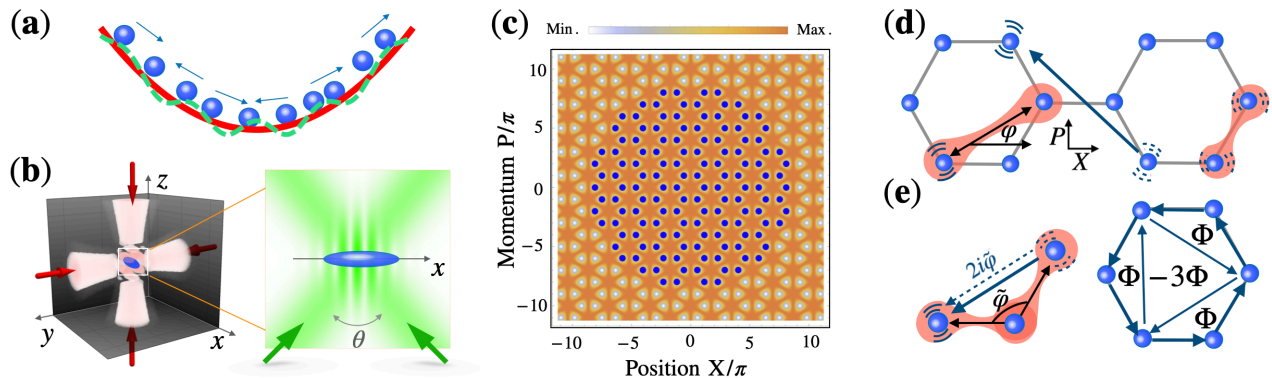 (a)
(b)
z
x
y
x
θ
(c)
Min.
Max.
Momentum P/π
10
5
0
−5
−10
−10
−5
0
5
10
Position X/π
(d)
φ
P
X
(e)
2iφ̃
φ̃
Φ
Φ
−3Φ
Φ